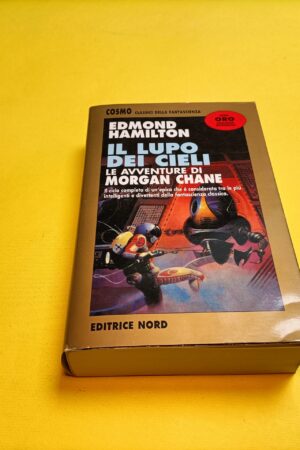 COSMO CLASSICI DELLA FANTASCIENZA
ORO
EDMOND
HAMILTON
IL LUPO
DEI CIELI
LE AVVENTURE DI
MORGAN CHANE
Il ciclo completo di un'epica che è considerata tra le più
intelligenti e divertenti della fantascienza classica.
EDITRICE NORD